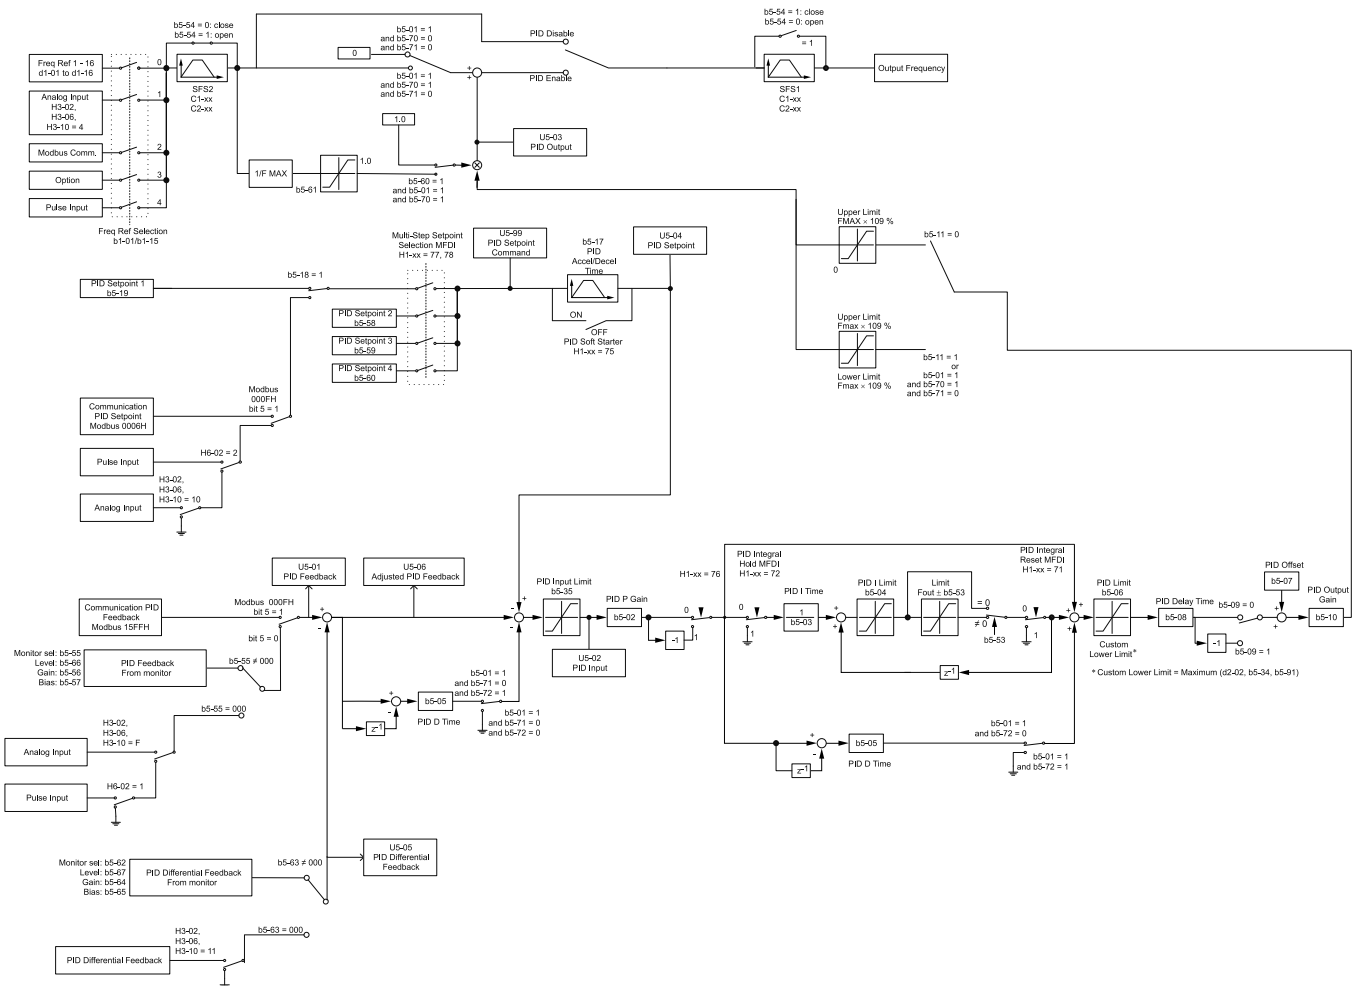 b5-54 = 0: close
b5-54 = 1: open
Freq Ref 1 - 16
d1-01 to d1-16
0
Analog Input
H3-02,
H3-06,
H3-10 = 4
1
Modbus Comm.
2
Option
3
Pulse Input
4
Freq Ref Selection
b1-01/b1-15
SFS2
C1-xx
C2-xx
b5-01 = 1
and b5-70 = 0
and b5-71 = 0
0
b5-01 = 1
and b5-70 = 1
and b5-71 = 0
+
+
PID Disable
PID Enable
b5-54 = 1: close
b5-54 = 0: open
= 1
SFS1
C1-xx
C2-xx
Output Frequency
1.0
U5-03
PID Output
1/F MAX
1.0
b5-61
b5-60 = 1
and b5-01 = 1
and b5-70 = 1
Upper Limit
FMAX × 109 %
0
b5-11 = 0
Upper Limit
Fmax × 109 %
Lower Limit
Fmax × 109 %
b5-11 = 1
or
b5-01 = 1
and b5-70 = 1
and b5-71 = 0
PID Setpoint 1
b5-19
b5-18 = 1
Multi-Step Setpoint
Selection MFDI
H1-xx = 77, 78
PID Setpoint 2
b5-58
PID Setpoint 3
b5-59
PID Setpoint 4
b5-60
U5-99
PID Setpoint
Command
b5-17
PID
Accel/Decel
Time
ON
OFF
PID Soft Starter
H1-xx = 75
U5-04
PID Setpoint
Communication
PID Setpoint
Modbus 0006H
Modbus
000FH
bit 5 = 1
Pulse Input
H6-02 = 2
Analog Input
H3-02,
H3-06,
H3-10 = 10
U5-01
PID Feedback
U5-06
Adjusted PID Feedback
Communication PID
Feedback
Modbus 15FFH
Modbus 000FH
bit 5 = 1
bit 5 = 0
+
-
Monitor sel: b5-55
Level: b5-66
Gain: b5-56
Bias: b5-57
PID Feedback
From monitor
b5-55 ≠ 000
b5-55 = 000
Analog Input
H3-02,
H3-06,
H3-10 = F
Pulse Input
H6-02 = 1
+
-
z-1
b5-05
PID D Time
b5-01 = 1
and b5-71 = 0
and b5-72 = 1
b5-01 = 1
and b5-71 = 0
and b5-72 = 0
+
-
-
PID Input Limit
b5-35
U5-02
PID Input
PID P Gain
b5-02
-1
H1-xx = 76
0
1
PID Integral
Hold MFDI
H1-xx = 72
0
1
PID I Time
1
b5-03
+
+
PID I Limit
b5-04
Limit
Fout ± b5-53
= 0
≠ 0
b5-53
z-1
PID Integral
Reset MFDI
H1-xx = 71
0
1
+
+
+
PID Limit
b5-06
Custom
Lower Limit*
PID Delay Time
b5-08
b5-09 = 0
-1
b5-09 = 1
PID Offset
b5-07
+
+
PID Output
Gain
b5-10
* Custom Lower Limit = Maximum (d2-02, b5-34, b5-91)
+
-
z-1
b5-05
PID D Time
b5-01 = 1
and b5-72 = 0
b5-01 = 1
and b5-72 = 1
Monitor sel: b5-62
Level: b5-67
Gain: b5-64
Bias: b5-65
PID Differential Feedback
From monitor
b5-63 ≠ 000
U5-05
PID Differential
Feedback
PID Differential Feedback
H3-02,
H3-06,
H3-10 = 11
b5-63 = 000